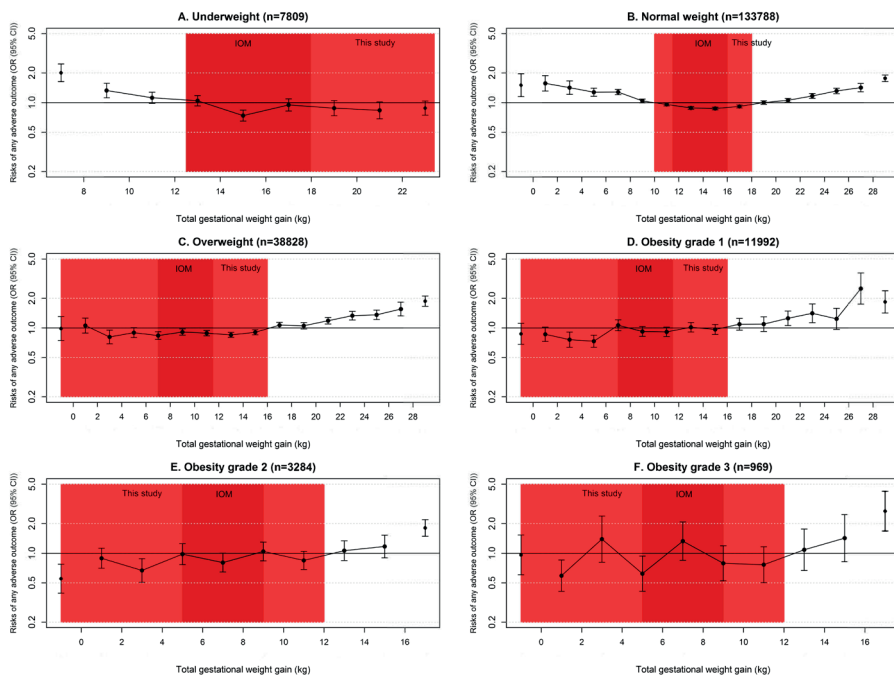 A. Underweight (n=7809)
Risks of any adverse outcome (OR (95% CI))
5.0
2.0
1.0
0.5
0.2
IOM
This study
8 10 12 14 16 18 20 22
Total gestational weight gain (kg)
B. Normal weight (n=133788)
Risks of any adverse outcome (OR (95% CI))
5.0
2.0
1.0
0.5
0.2
IOM
This study
0 2 4 6 8 10 12 14 16 18 20 22 24 26 28
Total gestational weight gain (kg)
C. Overweight (n=38828)
Risks of any adverse outcome (OR (95% CI))
5.0
2.0
1.0
0.5
0.2
IOM
This study
0 2 4 6 8 10 12 14 16 18 20 22 24 26 28
Total gestational weight gain (kg)
D. Obesity grade 1 (n=11992)
Risks of any adverse outcome (OR (95% CI))
5.0
2.0
1.0
0.5
0.2
IOM
This study
0 2 4 6 8 10 12 14 16 18 20 22 24 26 28
Total gestational weight gain (kg)
E. Obesity grade 2 (n=3284)
Risks of any adverse outcome (OR (95% CI))
5.0
2.0
1.0
0.5
0.2
This study
IOM
0 2 4 6 8 10 12 14 16
Total gestational weight gain (kg)
F. Obesity grade 3 (n=969)
Risks of any adverse outcome (OR (95% CI))
5.0
2.0
1.0
0.5
0.2
This study
IOM
0 2 4 6 8 10 12 14 16
Total gestational weight gain (kg)